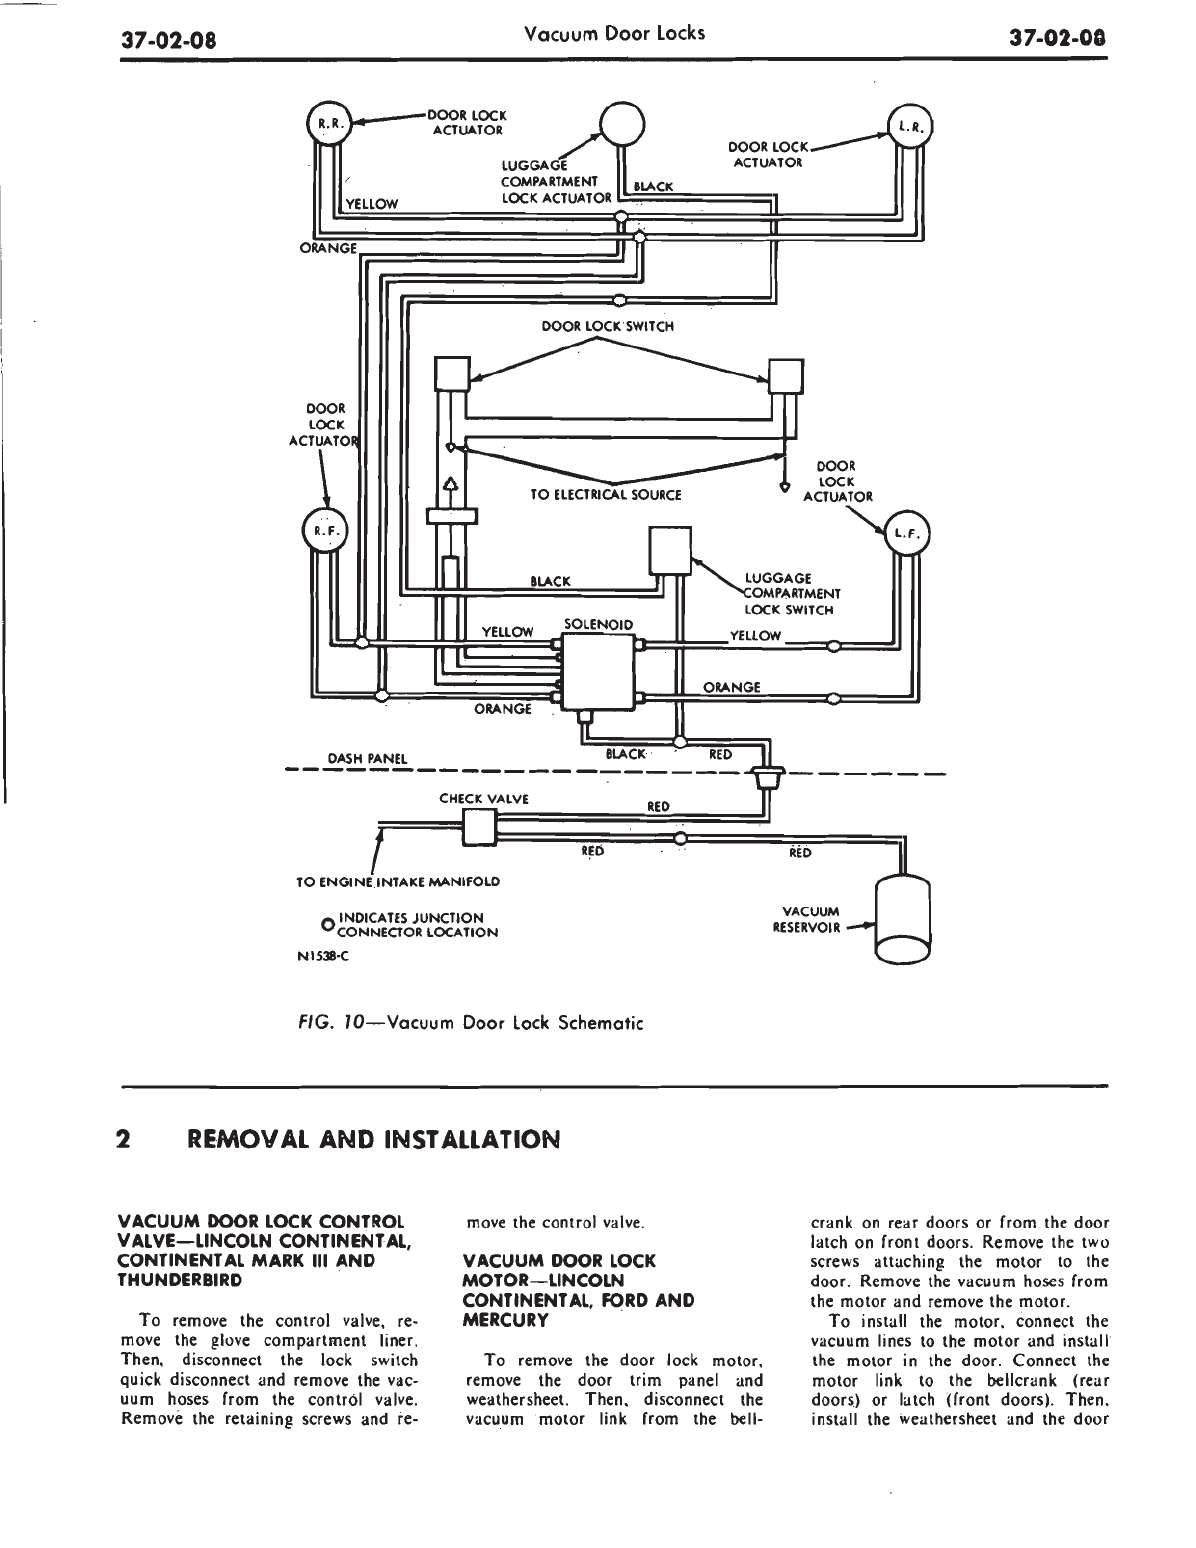 37-02-08
Vacuum Door Locks
37-02-08
R.R.
DOOR LOCK
ACTUATOR
LUGGAGE
COMPARTMENT
LOCK ACTUATOR
BLACK
DOOR LOCK
ACTUATOR
L.R.
YELLOW
ORANGE
DOOR LOCK SWITCH
DOOR
LOCK
ACTUATOR
TO ELECTRICAL SOURCE
DOOR
LOCK
ACTUATOR
R.F.
L.F.
BLACK
LUGGAGE
COMPARTMENT
LOCK SWITCH
YELLOW
SOLENOID
YELLOW
ORANGE
ORANGE
BLACK
RED
DASH PANEL
CHECK VALVE
RED
RED
RED
TO ENGINE INTAKE MANIFOLD
INDICATES JUNCTION
CONNECTOR LOCATION
VACUUM
RESERVOIR
N1538-C
FIG. 10—Vacuum Door Lock Schematic
2 REMOVAL AND INSTALLATION
VACUUM DOOR LOCK CONTROL
VALVE—LINCOLN CONTINENTAL,
CONTINENTAL MARK III AND
THUNDERBIRD
To remove the control valve, re-
move the glove compartment liner.
Then, disconnect the lock switch
quick disconnect and remove the vac-
uum hoses from the control valve.
Remove the retaining screws and re-
move the control valve.
VACUUM DOOR LOCK
MOTOR—LINCOLN
CONTINENTAL, FORD AND
MERCURY
To remove the door lock motor,
remove the door trim panel and
weathersheet. Then, disconnect the
vacuum motor link from the bell-
crank on rear doors or from the door
latch on front doors. Remove the two
screws attaching the motor to the
door. Remove the vacuum hoses from
the motor and remove the motor.
To install the motor, connect the
vacuum lines to the motor and install
the motor in the door. Connect the
motor link to the bellcrank (rear
doors) or latch (front doors). Then,
install the weathersheet and the door